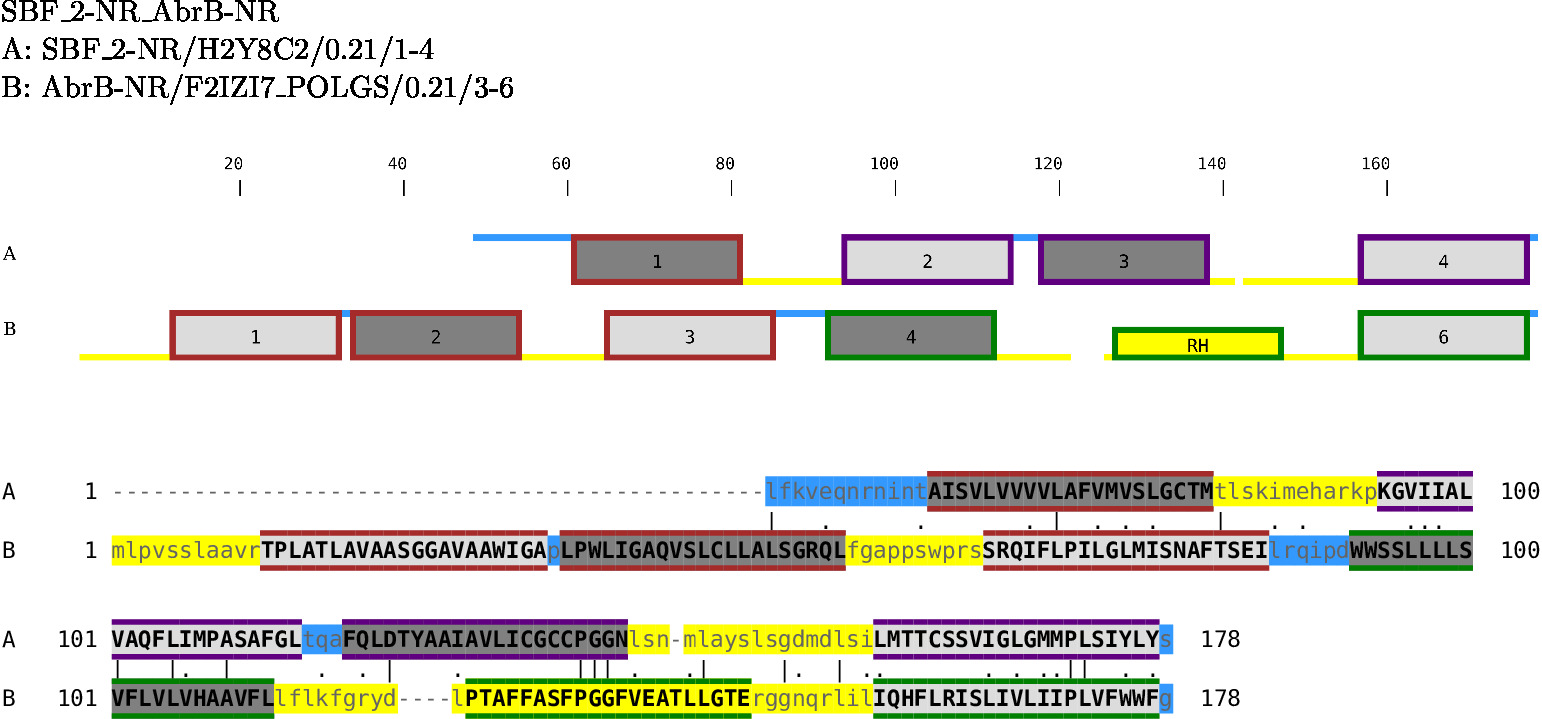 SBF_2-NR_AbrB-NR
A: SBF_2-NR/H2Y8C2/0.21/1-4
B: AbrB-NR/F2IZI7_POLGS/0.21/3-6
20 40 60 80 100 120 140 160
A 1 2 3 4
B 1 2 3 4 RH 6
A 1 ------------------------------------------------lfkveqnrnintAISVLVVVVLAFVMVSLGCTMtlskimeharkpKGVIIAL 100
| . . . | . . . | . . ...
B 1 mlpvsslaavrTPLATLAVAASGGAVAAWIGApLPWLIGAQVSLCLLALSGRQLfgappswprsSRQIFLPILGLMISNAFTSEIlrqipdWWSSLLLLS 100
A 101 VAQFLIMPASAFGLtqaFQLDTYAAIAVLICGCCPGGNlsn-mlayslsgdmdlsiLMTTCSSVIGLGMMPLSIYLYs 178
| |. | . . | . ||| . .| |. | .. . . ..|| . .
B 101 VFLVLVHAAVFLlflkfgryd----lPTAFFASFPGGFVEATLLGTErggnqrlilIQHFLRISLIVLIIPLVFWWFg 178